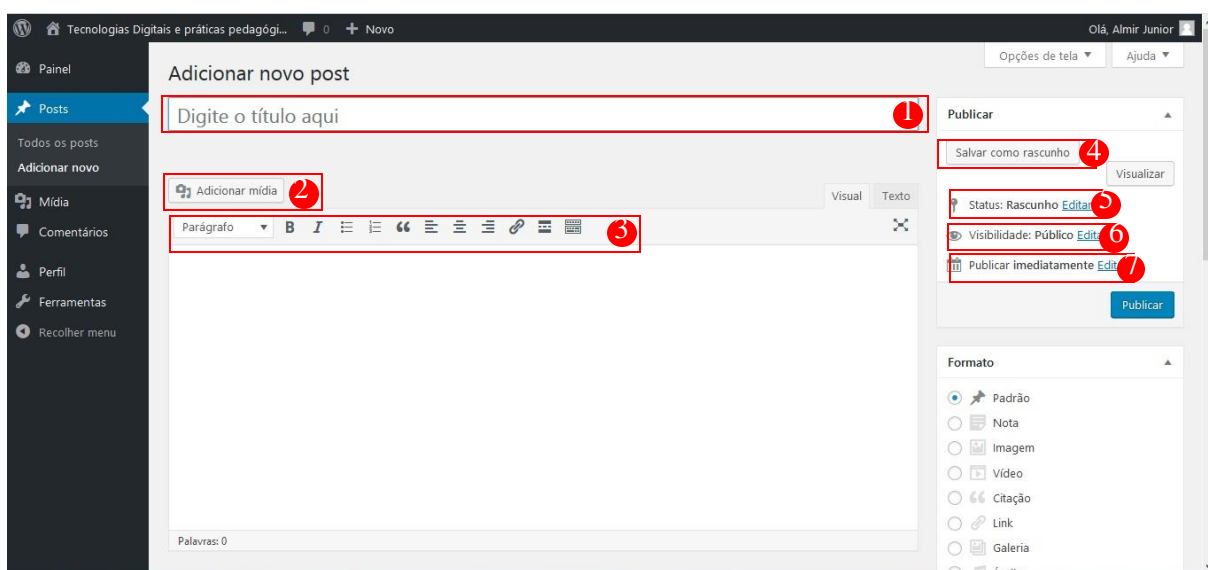 Tecnologias Digitais e práticas pedagógi... 0 + Novo
Olá, Almir Junior
Opções de tela ▼
Ajuda ▼
Painel
Posts
Todos os posts
Adicionar novo
Mídia
Comentários
Perfil
Ferramentas
Recolher menu
Adicionar novo post
Digite o título aqui
1
Adicionar mídia
2
Visual
Texto
Parágrafo ▼ B I
3
Palavras: 0
Publicar
Salvar como rascunho
4
Visualizar
Status: Rascunho Editar
5
Visibilidade: Público
6
Publicar imediatamente
7
Publicar
Formato
Padrão
Nota
Imagem
Vídeo
Citação
Link
Galeria